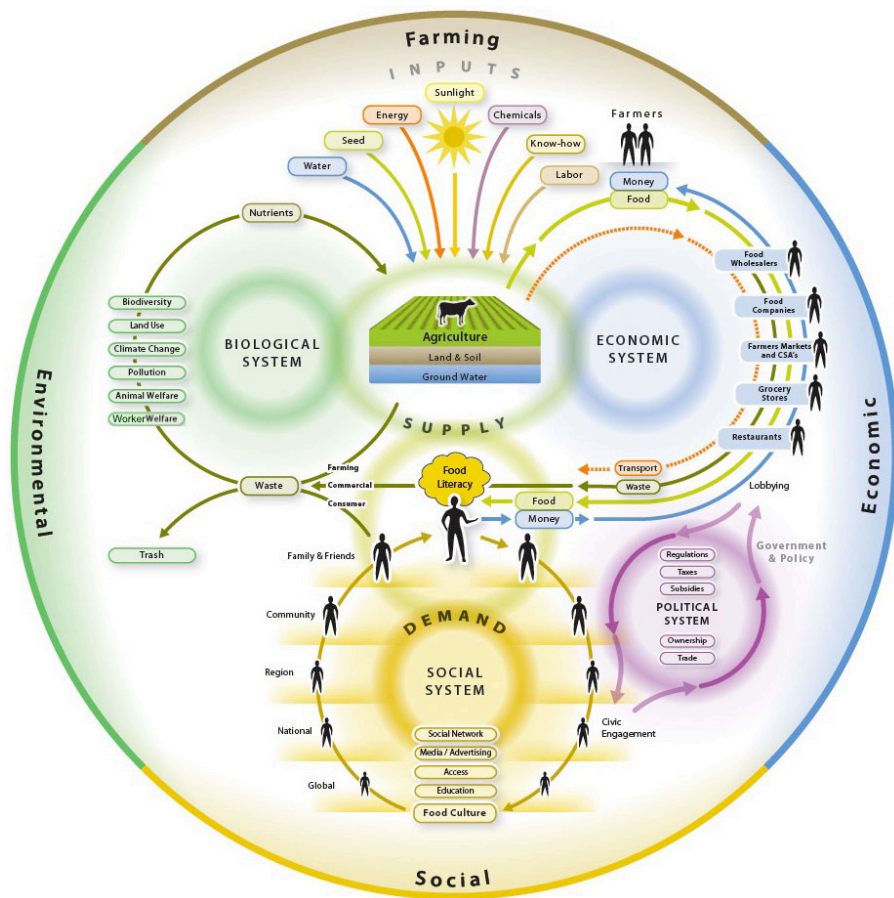 Farming
INPUTS
Sunlight
Energy
Chemicals
Farmers
Seed
Know-how
Water
Labor
Money
Food
Nutrients
Food
Wholesalers
Biodiversity
Land Use
Climate Change
Pollution
Animal Welfare
WorkerWelfare
BIOLOGICAL
SYSTEM
Agriculture
Land & Soil
Ground Water
ECONOMIC
SYSTEM
Food
Companies
Farmers Markets
and CSA's
Grocery
Stores
Restaurants
Environmental
Economic
SUPPLY
Farming
Commercial
Consumer
Waste
Food
Literacy
Transport
Waste
Food
Money
Lobbying
Trash
Family & Friends
Government
& Policy
Regulations
Taxes
Subsidies
POLITICAL
SYSTEM
Ownership
Trade
Community
DEMAND
Region
SOCIAL
SYSTEM
National
Civic
Engagement
Social Network
Media / Advertising
Access
Education
Global
Food Culture
Social